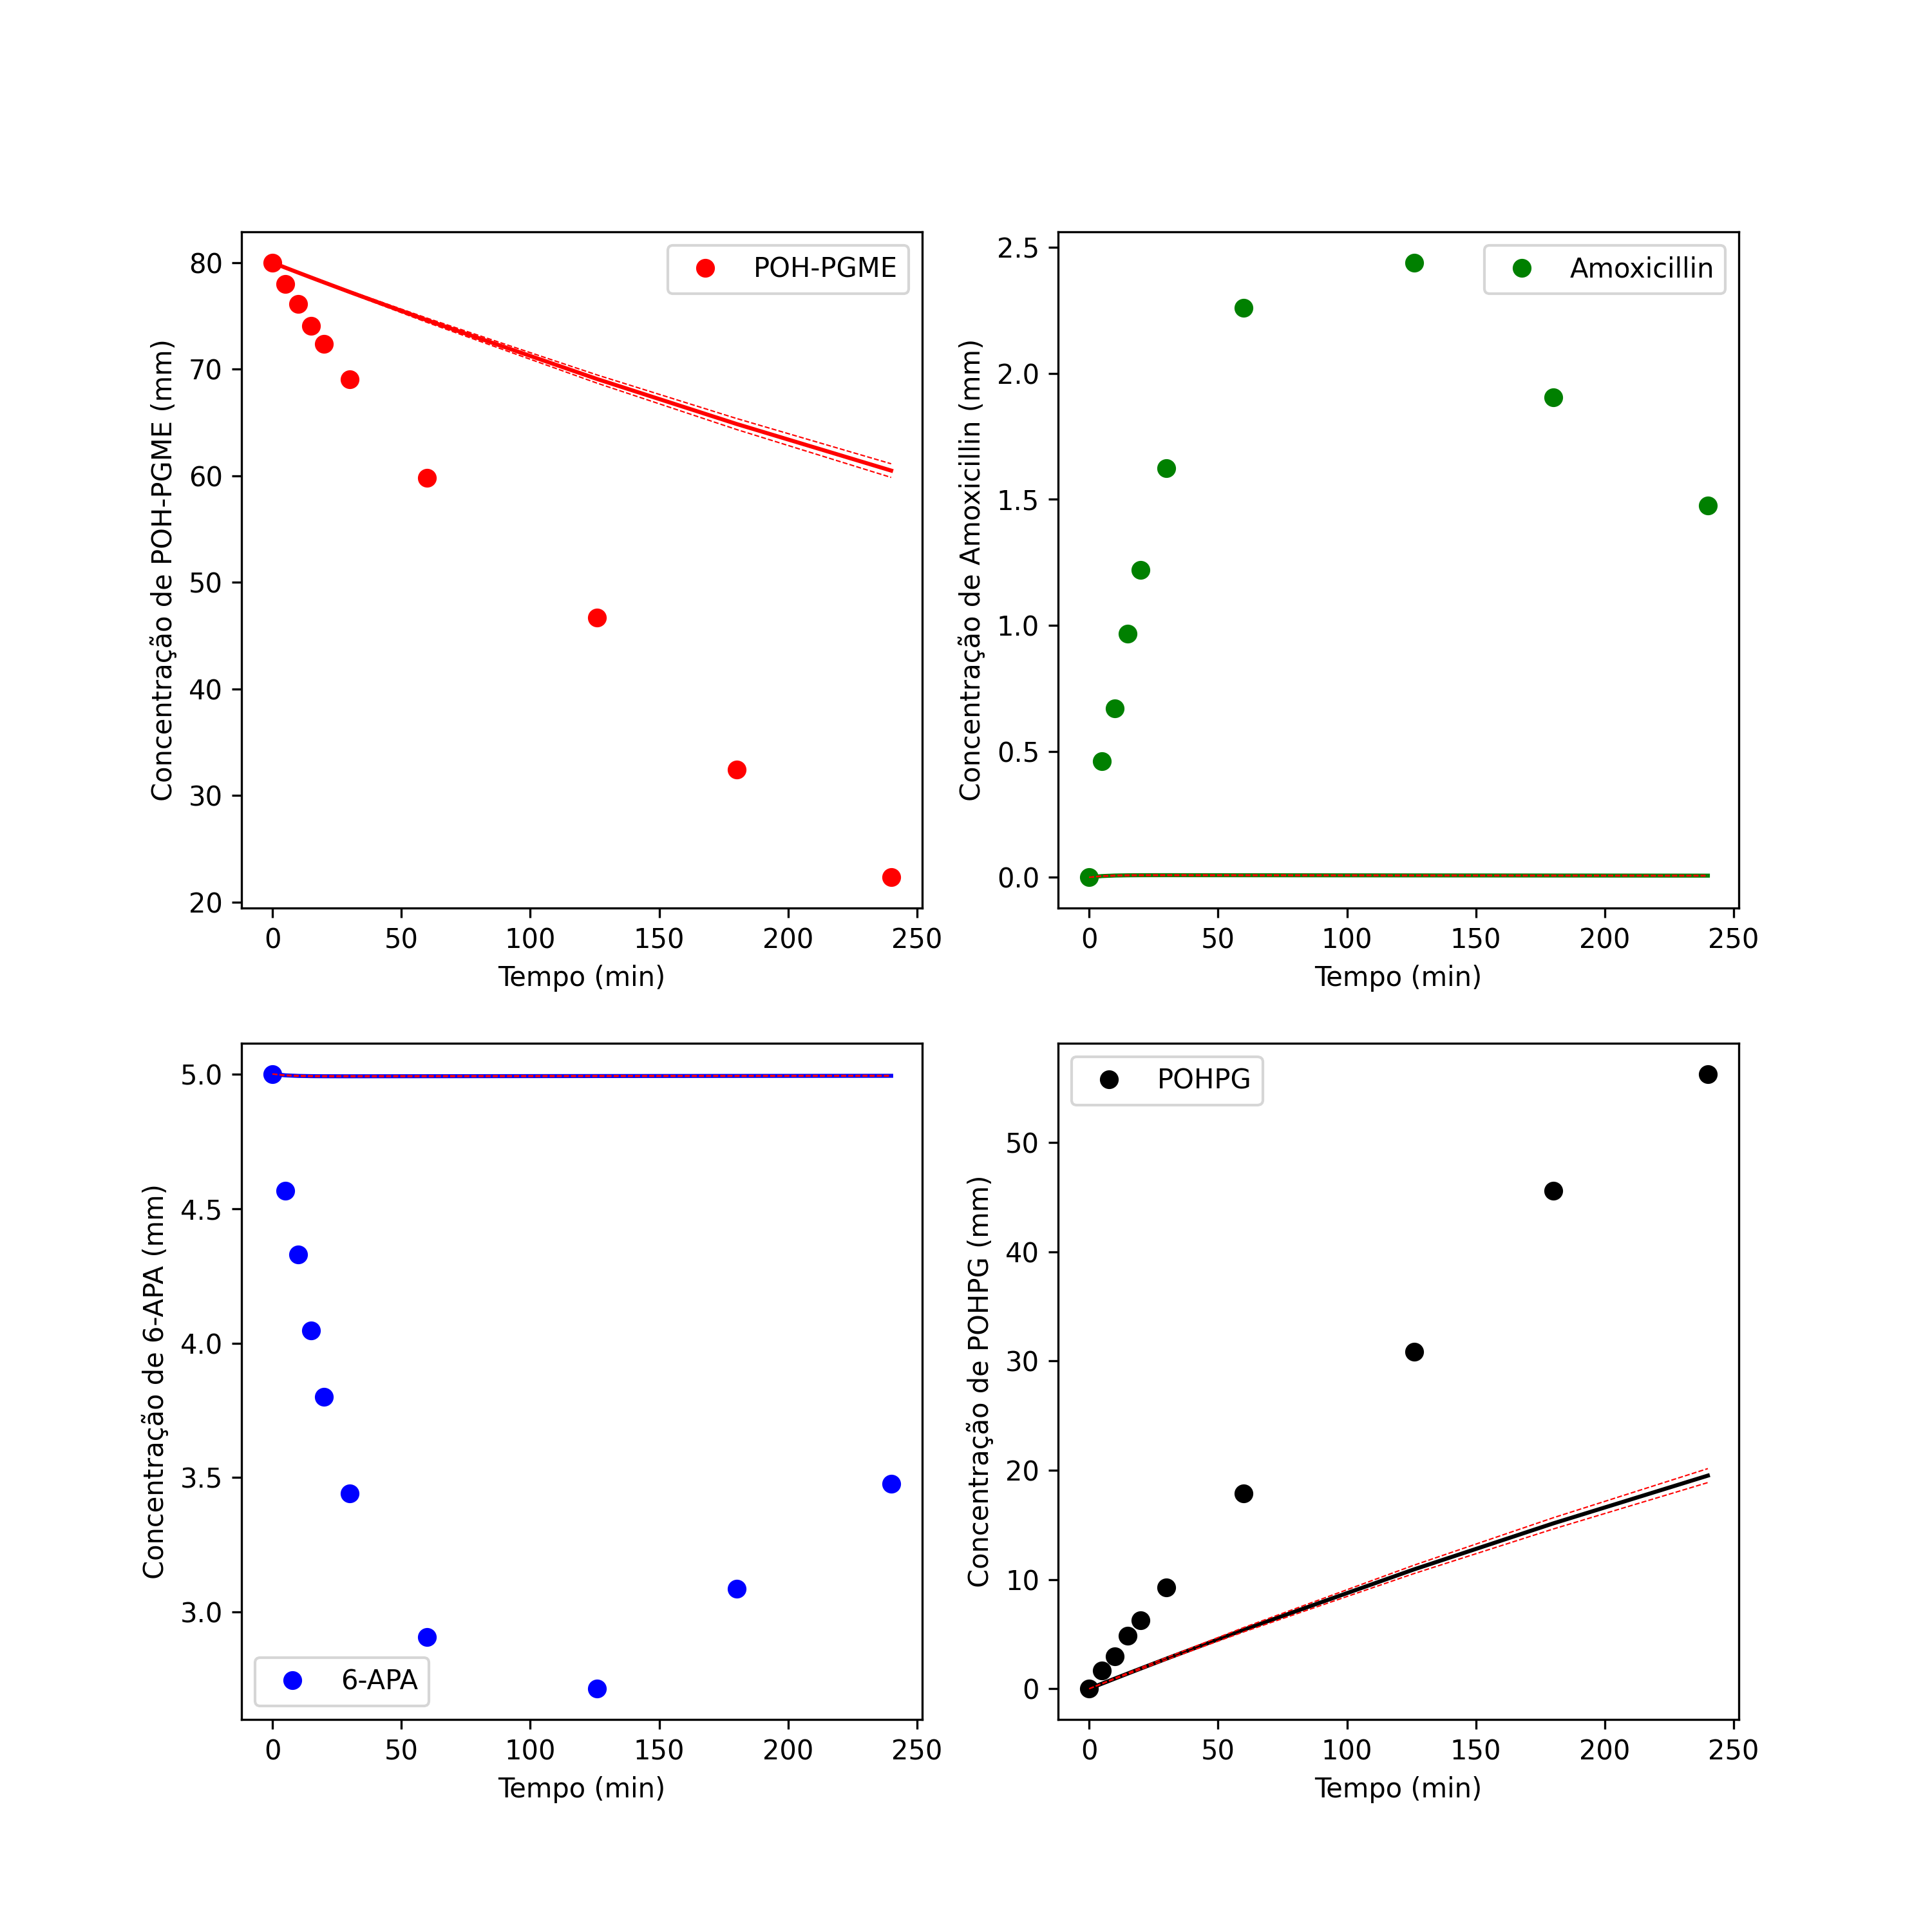 POH-PGME
80
70
60
50
40
30
20
Concentração de POH-PGME (mm)
0 50 100 150 200 250
Tempo (min)
Amoxicillin
2.5
2.0
1.5
1.0
0.5
0.0
Concentração de Amoxicillin (mm)
0 50 100 150 200 250
Tempo (min)
5.0
4.5
4.0
3.5
3.0
Concentração de 6-APA (mm)
6-APA
0 50 100 150 200 250
Tempo (min)
POHPG
50
40
30
20
10
0
Concentração de POHPG (mm)
0 50 100 150 200 250
Tempo (min)